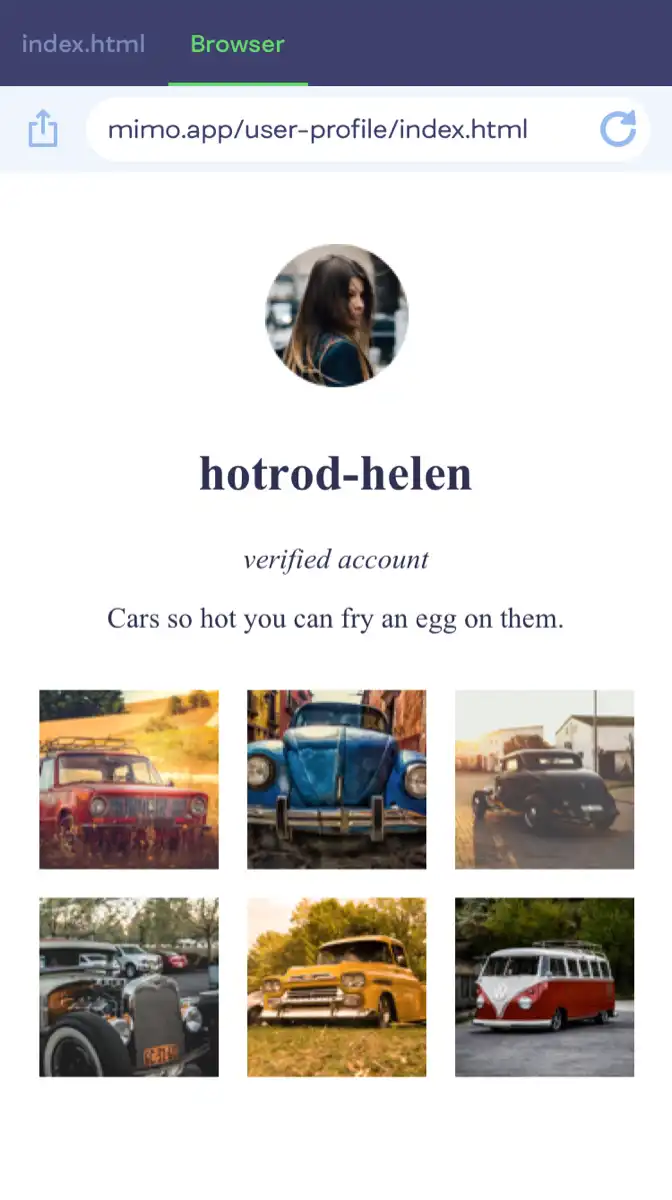 index.html Browser
mimo.app/user-profile/index.html
hotrod-helen
verified account
Cars so hot you can fry an egg on them.